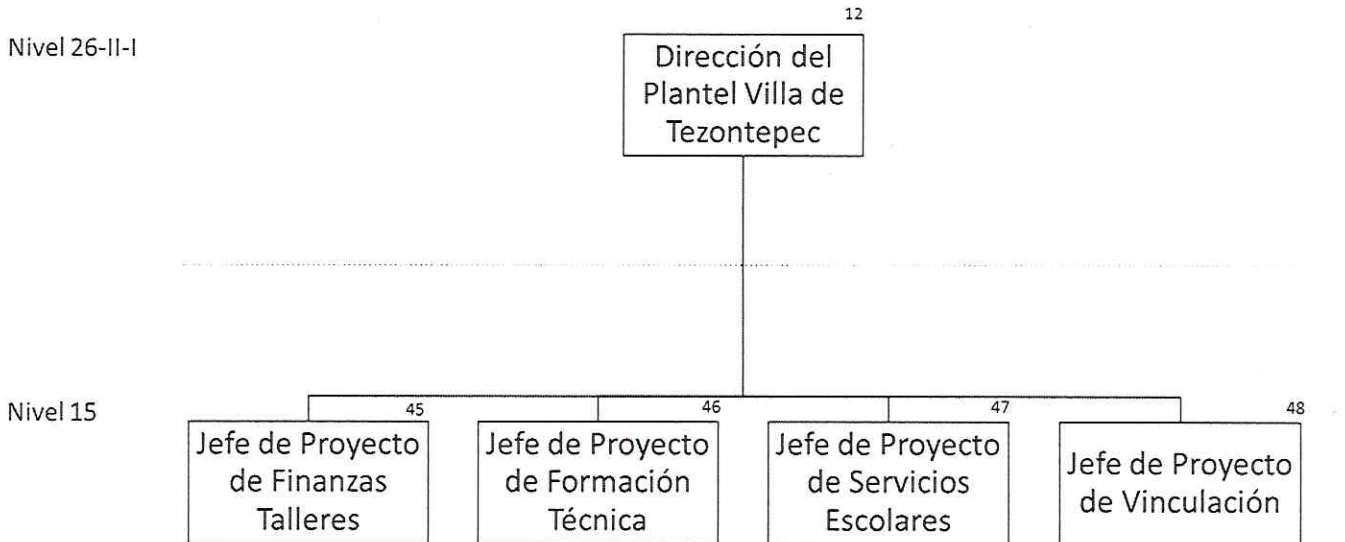 12
Nivel 26-II-I
Dirección del
Plantel Villa de
Tezontepec
Nivel 15
45
46
47
48
Jefe de Proyecto
de Finanzas
Talleres
Jefe de Proyecto
de Formación
Técnica
Jefe de Proyecto
de Servicios
Escolares
Jefe de Proyecto
de Vinculación